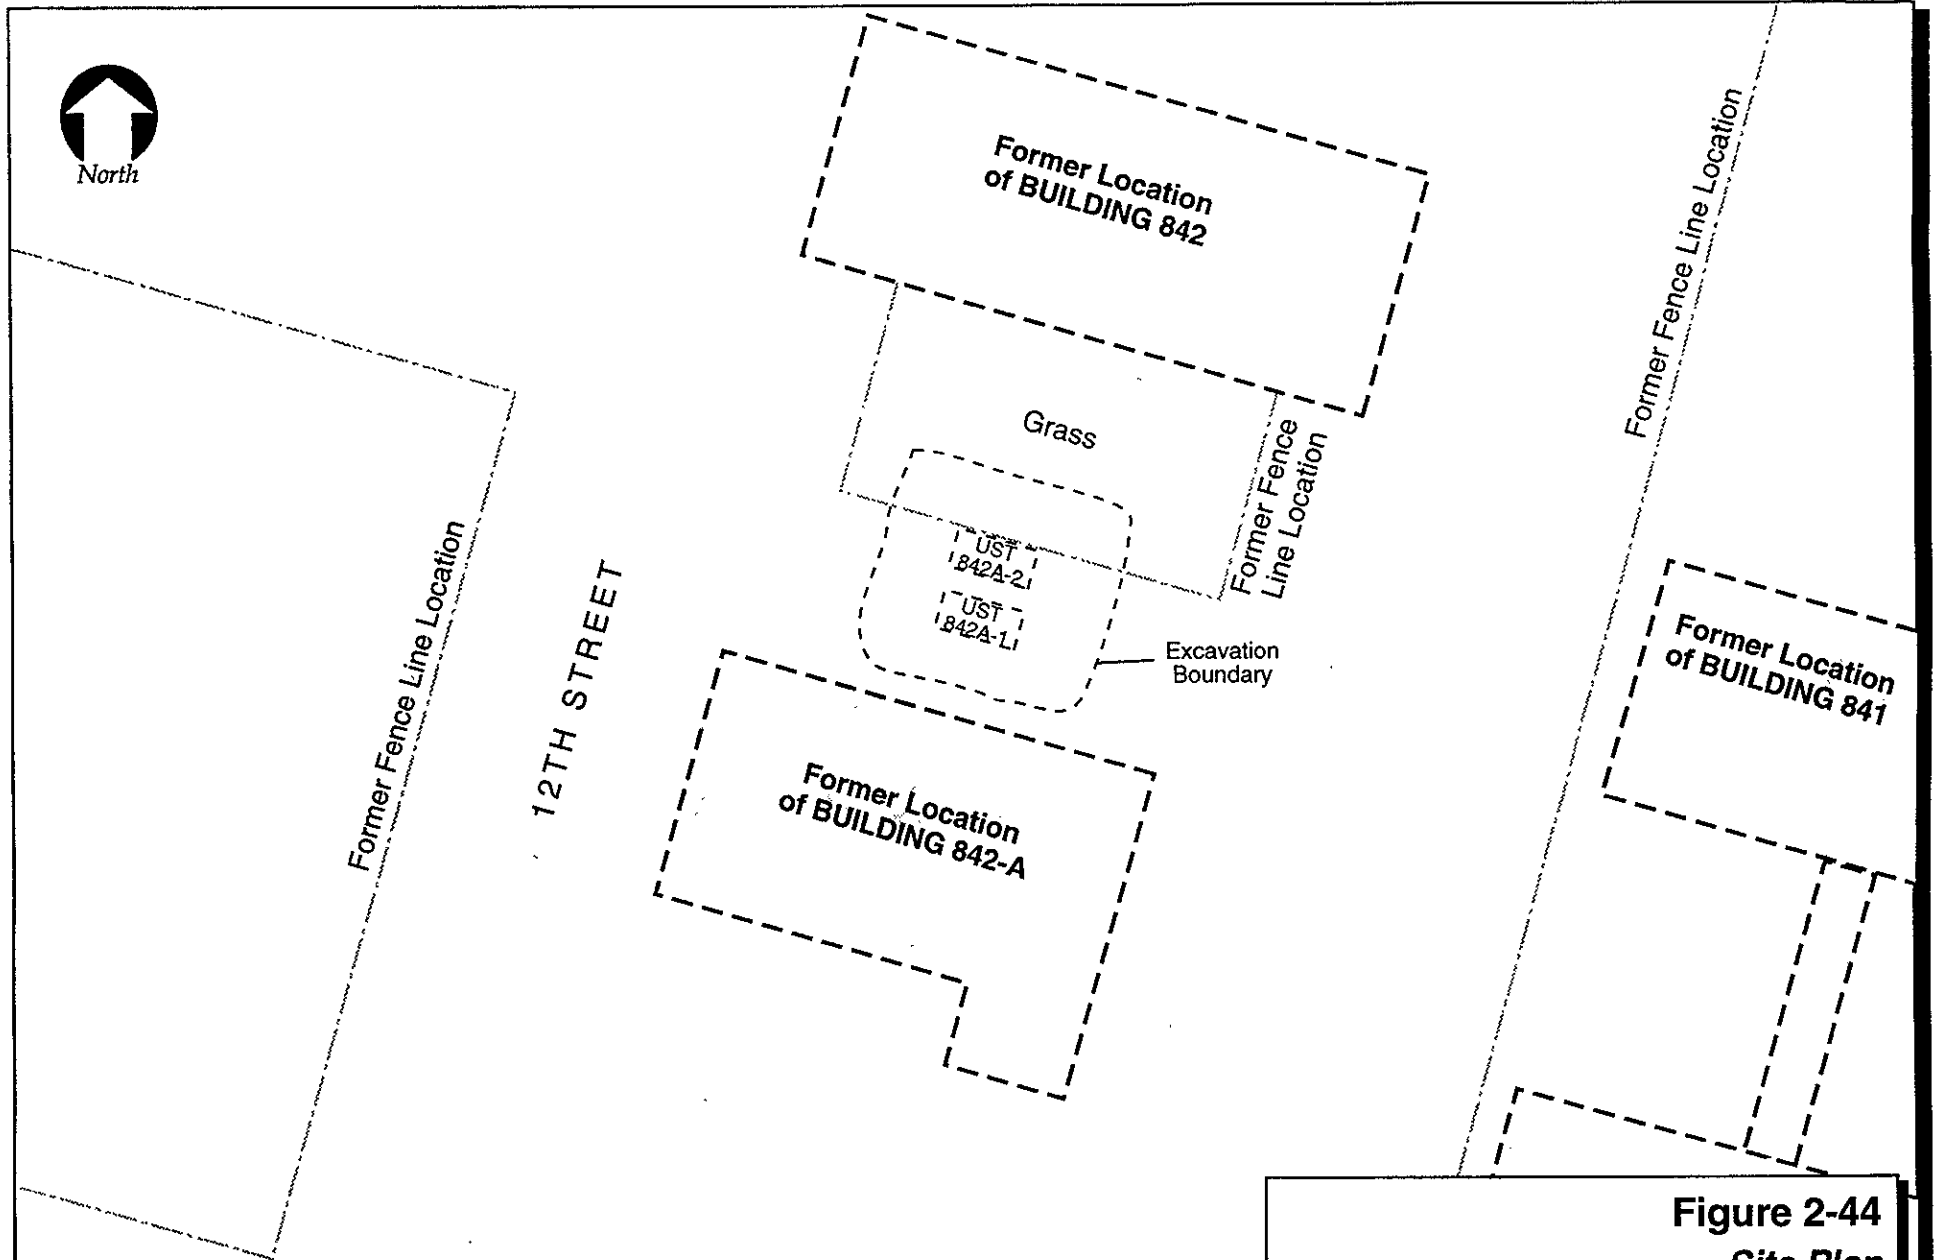 North
Former Location
of BUILDING 842
Former Fence Line Location
Grass
Former Fence
Line Location
UST
842A-2
UST
842A-1
Former Fence Line Location
12TH STREET
Excavation
Boundary
Former Location
of BUILDING 841
Former Location
of BUILDING 842-A
Figure 2-44
Site Plan